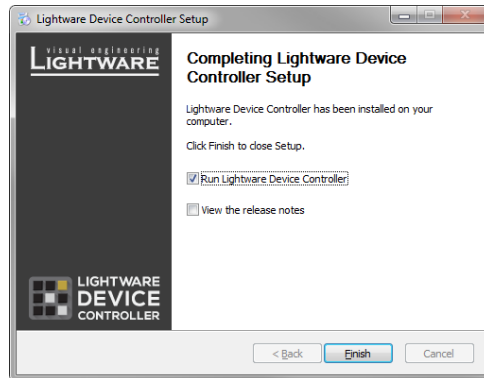 Lightware Device Controller Setup
visual engineering
LIGHTWARE
Completing Lightware Device
Controller Setup
Lightware Device Controller has been installed on your
computer.
Click Finish to close Setup.
Run Lightware Device Controller
View the release notes
LIGHTWARE
DEVICE
CONTROLLER
< Back
Finish
Cancel